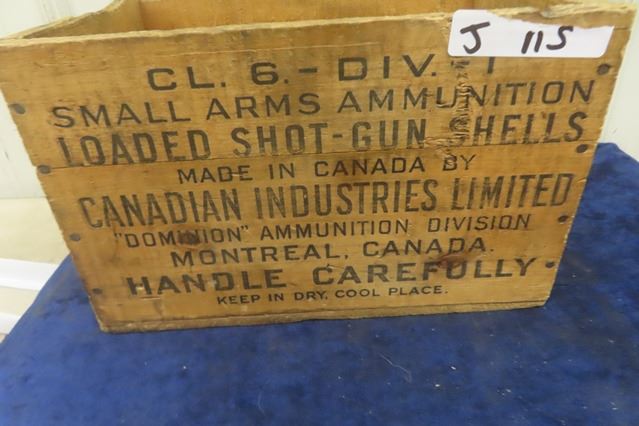 J 115
CL. 6. - DIV. 1
SMALL ARMS AMMUNITION
LOADED SHOT-GUN SHELLS
MADE IN CANADA BY
CANADIAN INDUSTRIES LIMITED
"DOMINION" AMMUNITION DIVISION
MONTREAL, CANADA.
HANDLE CAREFULLY
KEEP IN DRY, COOL PLACE.